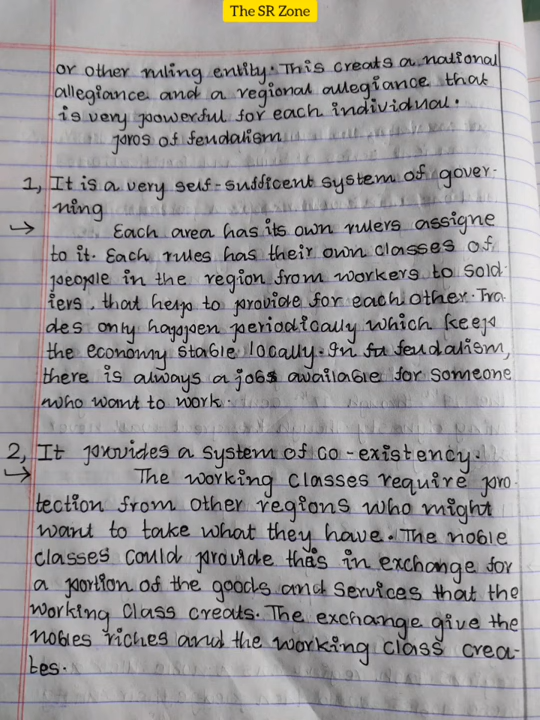 The SR Zone
or other ruling entity. This creats a national
allegiance and a regional allegiance that
is very powerful for each individual.
pros of feudalism
1, It is a very self-sufficent system of gover-
ning
→ Each area has its own rulers assigne
to it. Each rules has their own classes of
people in the region from workers to sold-
iers. that help to provide for each other. Tra-
des only happen periodically which keep
the economy stable locally. In fu feudalism,
there is always a jobs available for someone
who want to work.
2, It provides a system of co-existency.
→ The working classes require pro-
tection from other regions who might
want to take what they have. The noble
classes could provide this in exchange for
a portion of the goods and services that the
working class creats. The exchange give the
nobles riches and the working class crea-
tes.